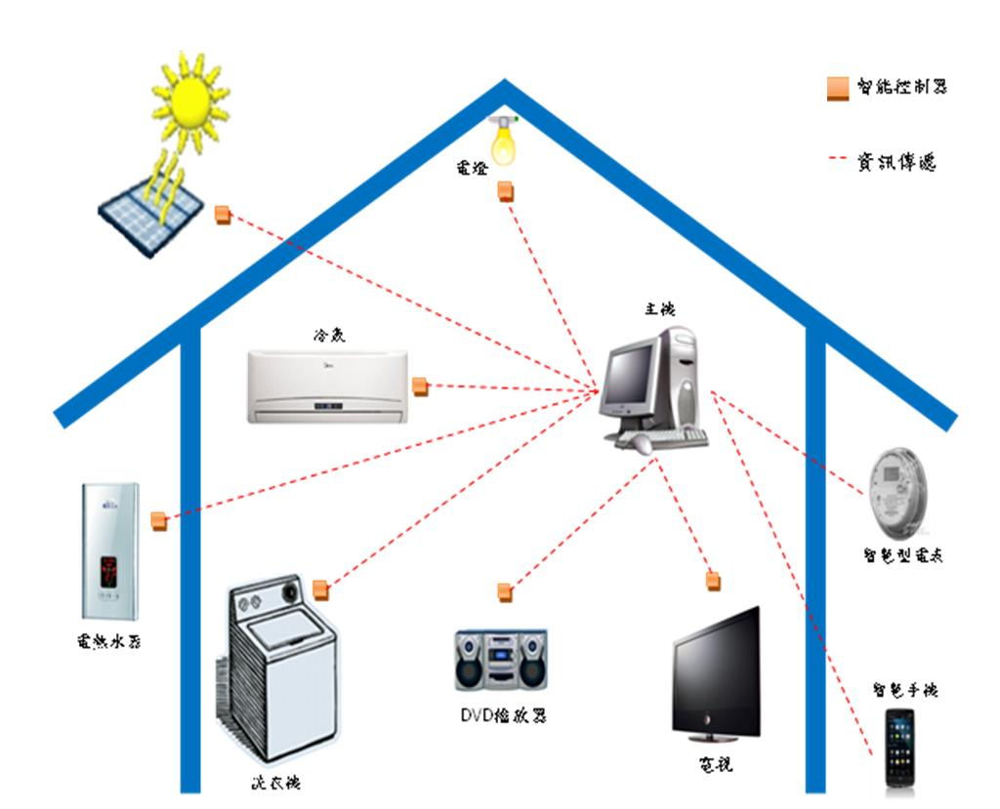 智能控制器
資訊傳遞
電燈
主機
冷氣
智慧型電表
電熱水器
智慧手機
DVD播放器
電視
洗衣機